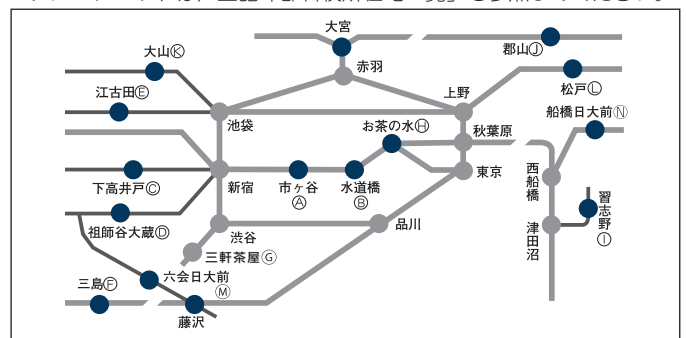 大宮
郡山Ⓙ
大山Ⓚ
赤羽
上野
松戸Ⓛ
江古田Ⓔ
池袋
お茶の水Ⓗ
秋葉原
船橋日大前Ⓝ
下高井戸Ⓒ
新宿
市ヶ谷
Ⓐ
水道橋
Ⓑ
東京
西船橋
習志野
Ⓘ
祖師谷大蔵Ⓓ
渋谷
品川
津田沼
三軒茶屋Ⓖ
三島Ⓕ
六会日大前
Ⓜ
藤沢